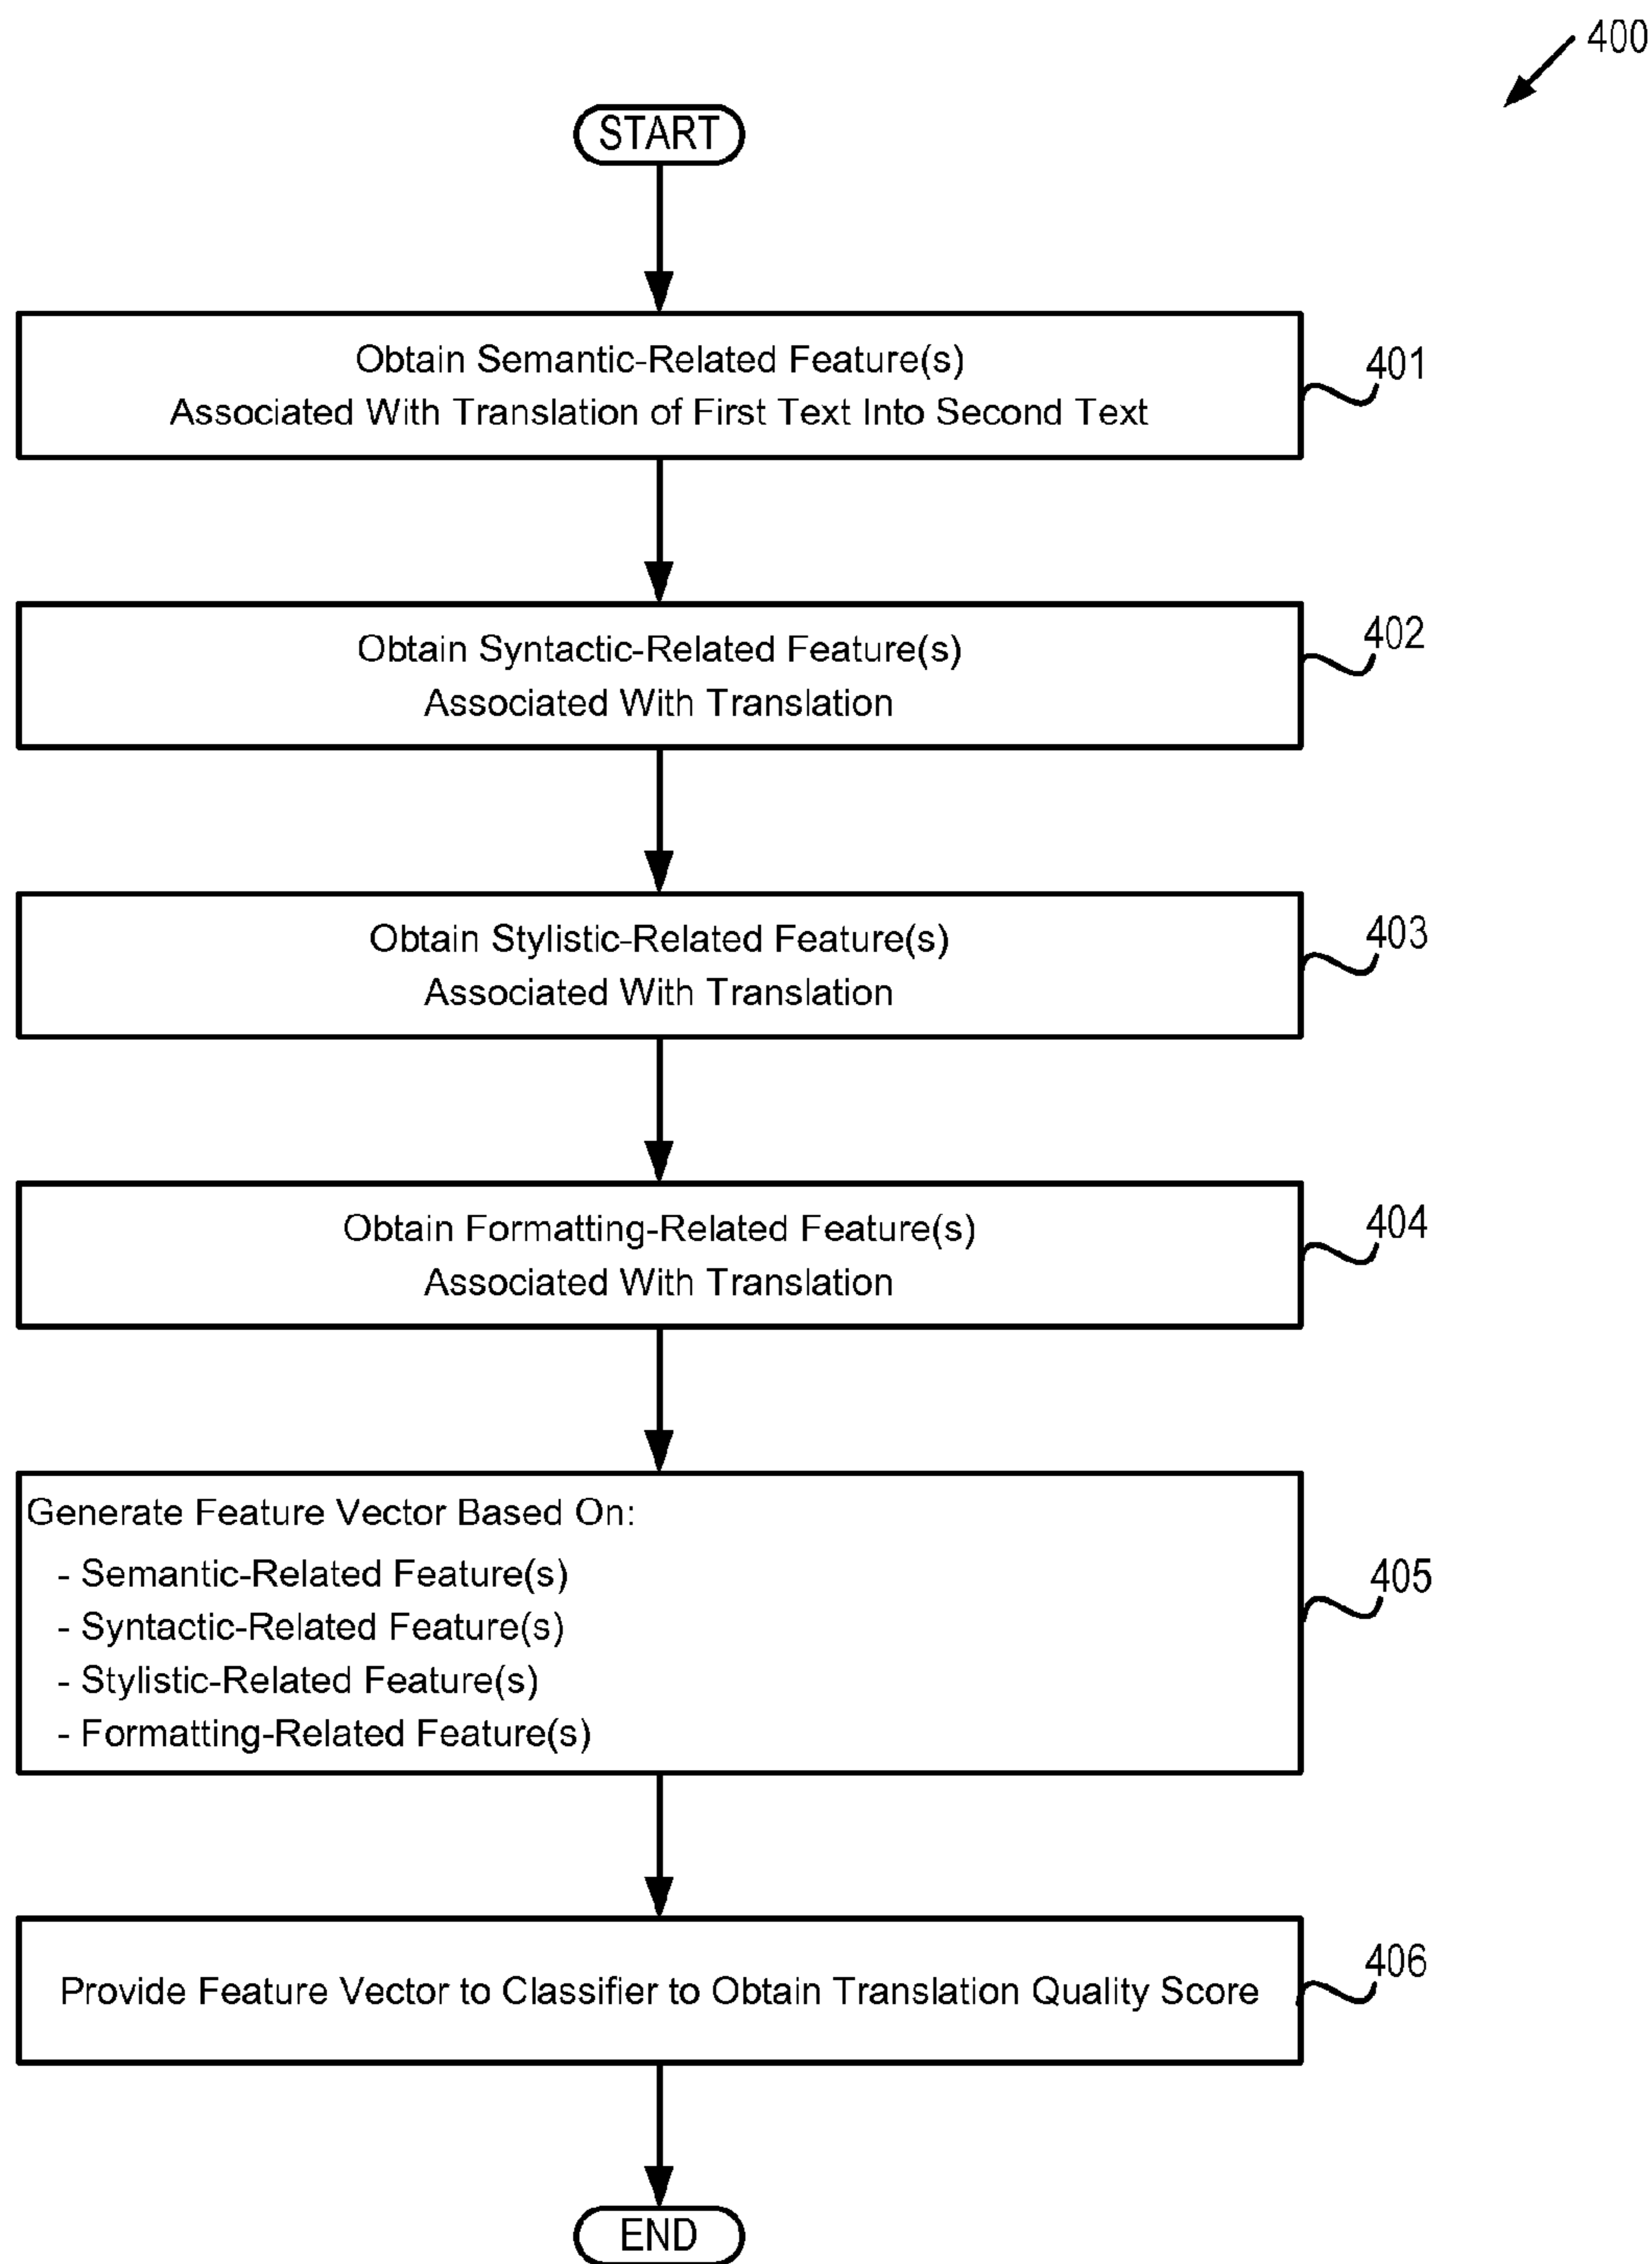 400
START
Obtain Semantic-Related Feature(s)
Associated With Translation of First Text Into Second Text
401
Obtain Syntactic-Related Feature(s)
Associated With Translation
402
Obtain Stylistic-Related Feature(s)
Associated With Translation
403
Obtain Formatting-Related Feature(s)
Associated With Translation
404
Generate Feature Vector Based On:
- Semantic-Related Feature(s)
- Syntactic-Related Feature(s)
- Stylistic-Related Feature(s)
- Formatting-Related Feature(s)
405
Provide Feature Vector to Classifier to Obtain Translation Quality Score
406
END